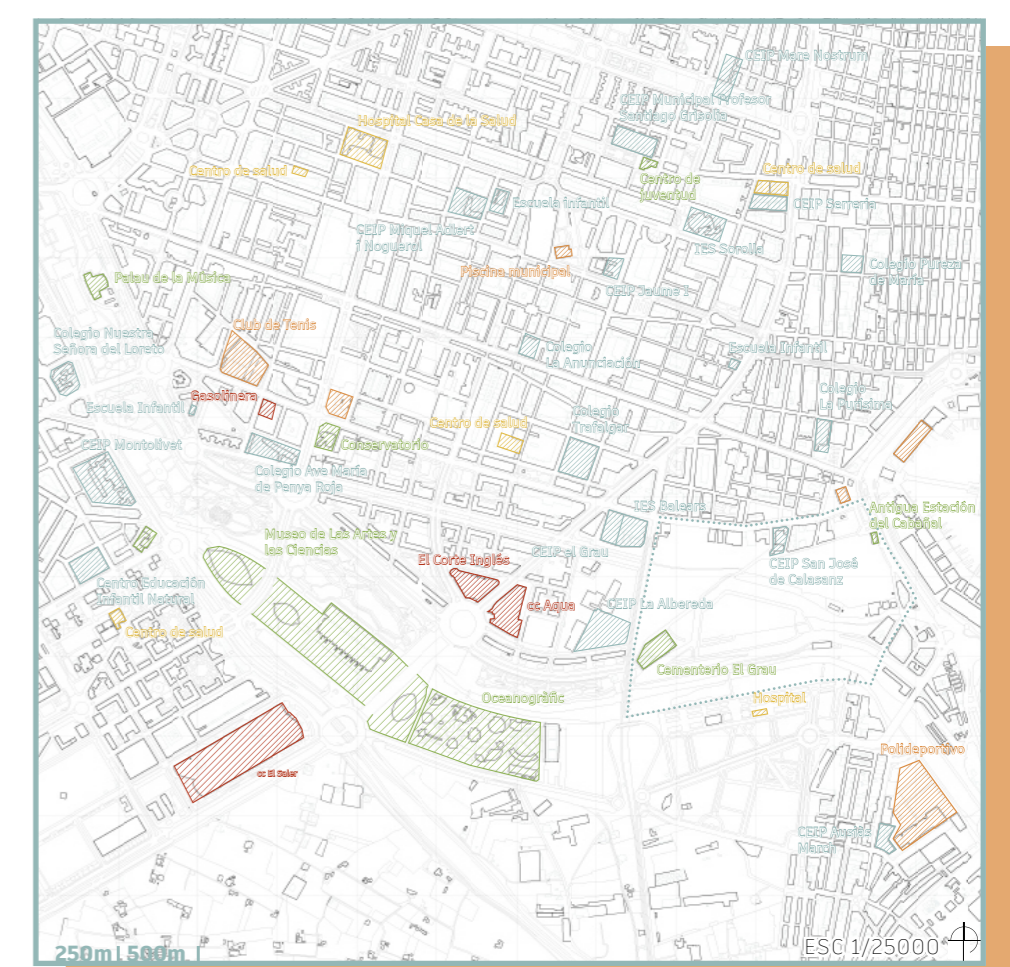 CEIP Mare Nostrum
CEIP Municipal Profesor
Santiago Grisolía
Hospital Casa de la Salud
Centro de salud
Centro de
juventud
Centro de salud
CEIP Serrería
Escuela infantil
CEIP Miquel Adlert
i Noguerol
IES Sorolla
Piscina municipal
CEIP Jaume I
Colegio Pureza
de María
Palau de la Música
Club de Tenis
Colegio Nuestra
Señora del Loreto
Colegio
La Anunciación
Escuela Infantil
Gasolinera
Escuela Infantil
Colegio
La Purísima
Centro de salud
Colegio
Trafalgar
CEIP Montolivet
Conservatorio
Colegio Ave María
de Penya Roja
IES Balears
Antigua Estación
del Cabañal
Museo de Las Artes y
las Ciencias
El Corte Inglés
CEIP el Grau
CEIP San José
de Calasanz
Centro Educación
Infantil Natural
cc Aqua
CEIP La Albereda
Centro de salud
Cementerio El Grau
Oceanogràfic
Hospital
Polideportivo
cc El Saler
CEIP Ausiàs
March
250m 500m
ESC 1/25000